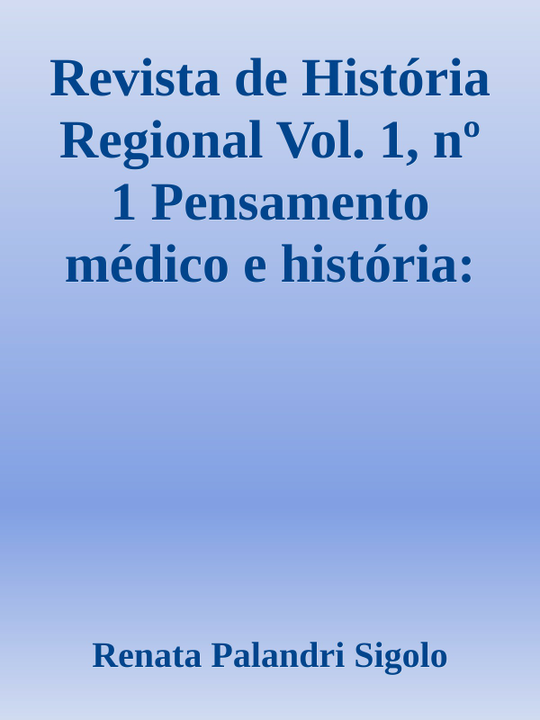 Revista de História
Regional Vol. 1, nº
1 Pensamento
médico e história:
Renata Palandri Sigolo